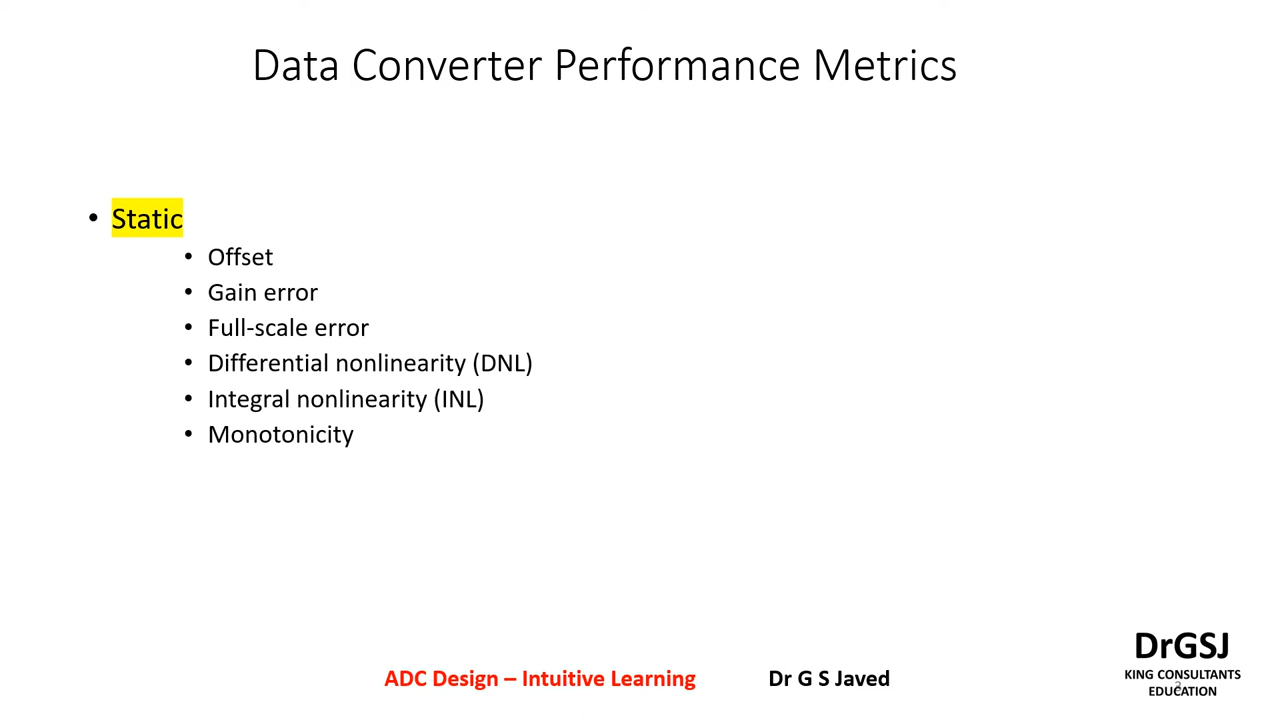 Data Converter Performance Metrics
• Static
• Offset
• Gain error
• Full-scale error
• Differential nonlinearity (DNL)
• Integral nonlinearity (INL)
• Monotonicity
ADC Design – Intuitive Learning
Dr G S Javed
DrGSJ
KING CONSULTANTS
EDUCATION
2